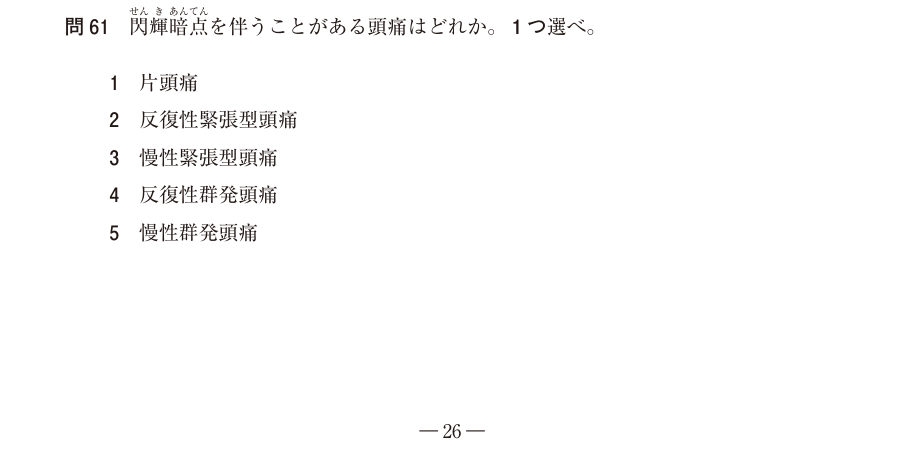 せん き あんてん
問 61 閃輝暗点を伴うことがある頭痛はどれか。1つ選べ。
1 片頭痛
2 反復性緊張型頭痛
3 慢性緊張型頭痛
4 反復性群発頭痛
5 慢性群発頭痛
— 26 —